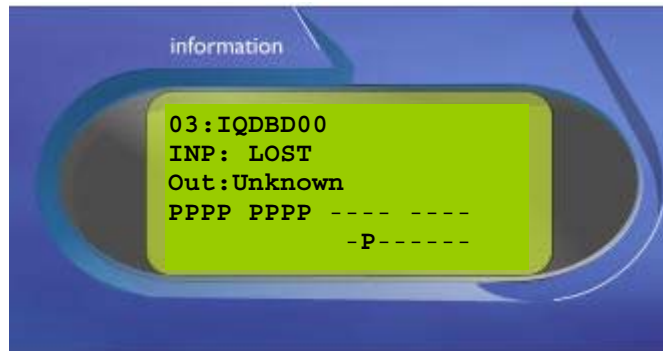 information
03:IQDBD00
INP: LOST
Out:Unknown
PPPP PPPP ---- ----
-P------